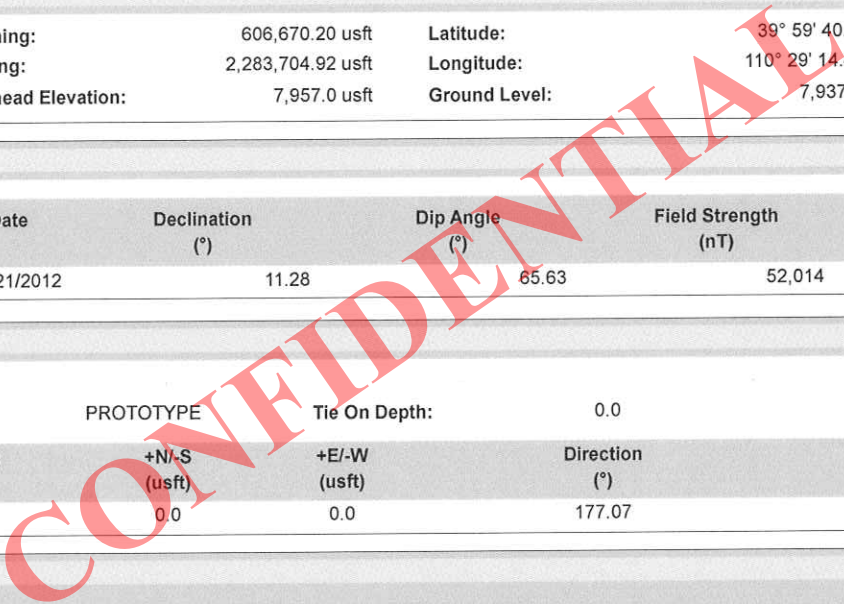 ning: 606,670.20 usft Latitude: 39° 59' 40.
ng: 2,283,704.92 usft Longitude: 110° 29' 14.
ead Elevation: 7,957.0 usft Ground Level: 7,937
Date Declination Dip Angle Field Strength
(°) (°) (nT)
21/2012 11.28 65.63 52,014
PROTOTYPE Tie On Depth: 0.0
+N/-S +E/-W Direction
(usft) (usft) (°)
0.0 0.0 177.07
CONFIDENTIAL